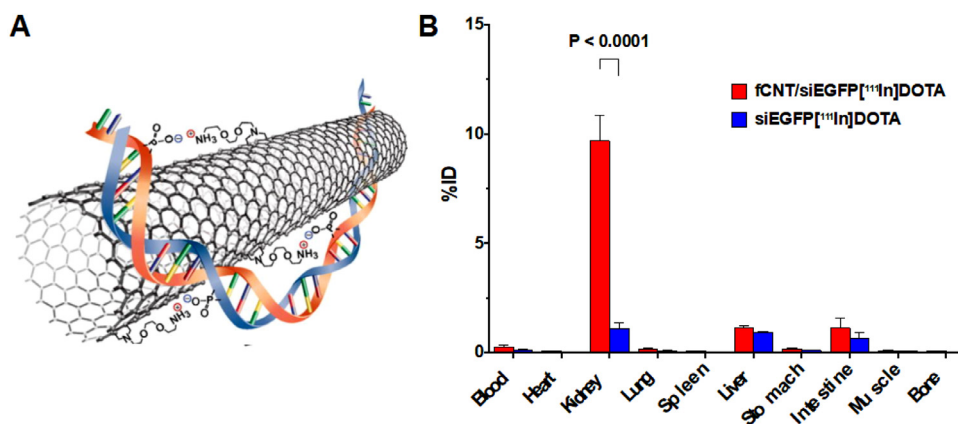 A
B
15
P < 0.0001
fCNT/siEGFP[¹¹¹In]DOTA
siEGFP[¹¹¹In]DOTA
10
%ID
5
0
Blood
Heart
Kidney
Lung
Spleen
Liver
Stomach
Intestine
Muscle
Bone
O-P-O⊖ ⊕NH₃
O
O
N